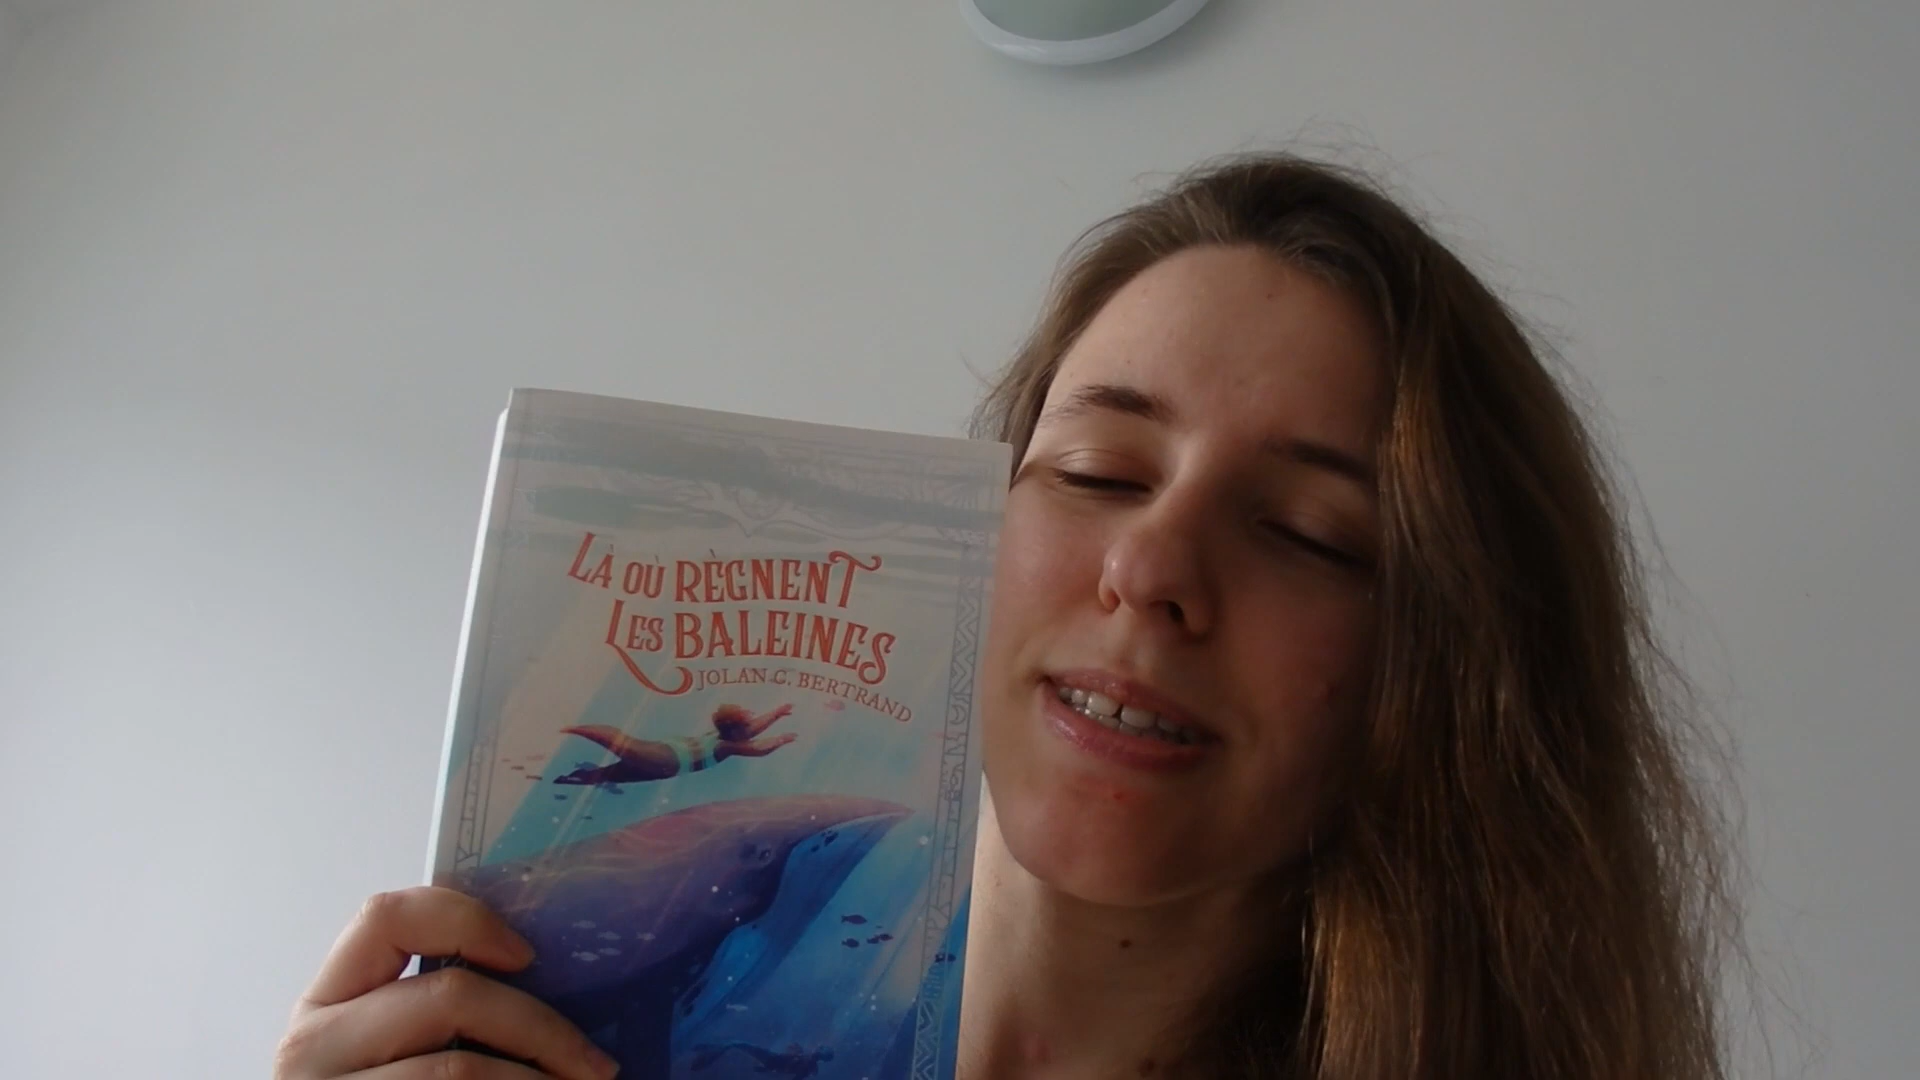 LÀ OÙ RÈGNENT
LES BALEINES
JOLAN C. BERTRAND